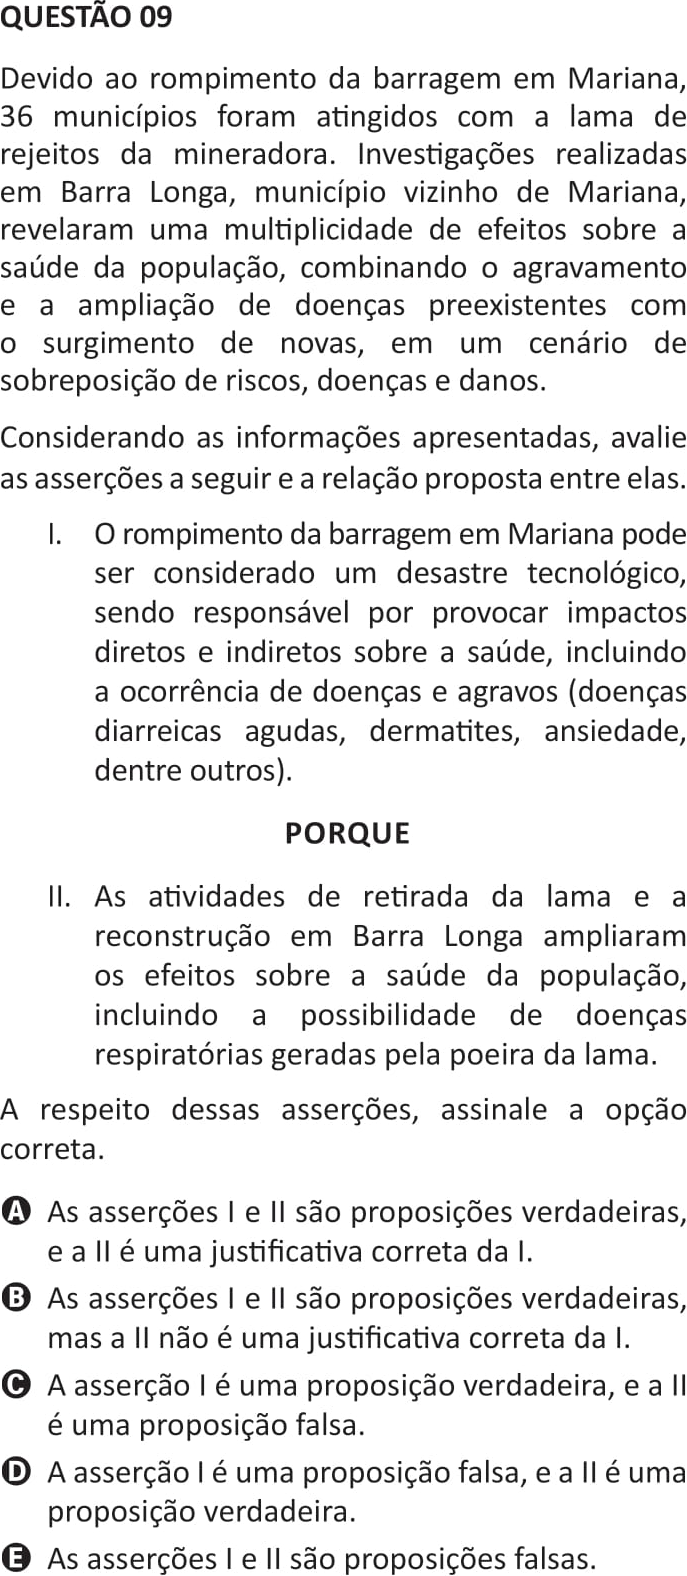 QUESTÃO 09
Devido ao rompimento da barragem em Mariana,
36 municípios foram atingidos com a lama de
rejeitos da mineradora. Investigações realizadas
em Barra Longa, município vizinho de Mariana,
revelaram uma multiplicidade de efeitos sobre a
saúde da população, combinando o agravamento
e a ampliação de doenças preexistentes com
o surgimento de novas, em um cenário de
sobreposição de riscos, doenças e danos.
Considerando as informações apresentadas, avalie
as asserções a seguir e a relação proposta entre elas.
I. O rompimento da barragem em Mariana pode
ser considerado um desastre tecnológico,
sendo responsável por provocar impactos
diretos e indiretos sobre a saúde, incluindo
a ocorrência de doenças e agravos (doenças
diarreicas agudas, dermatites, ansiedade,
dentre outros).
PORQUE
II. As atividades de retirada da lama e a
reconstrução em Barra Longa ampliaram
os efeitos sobre a saúde da população,
incluindo a possibilidade de doenças
respiratórias geradas pela poeira da lama.
A respeito dessas asserções, assinale a opção
correta.
A As asserções I e II são proposições verdadeiras,
e a II é uma justificativa correta da I.
B As asserções I e II são proposições verdadeiras,
mas a II não é uma justificativa correta da I.
C A asserção I é uma proposição verdadeira, e a II
é uma proposição falsa.
D A asserção I é uma proposição falsa, e a II é uma
proposição verdadeira.
E As asserções I e II são proposições falsas.